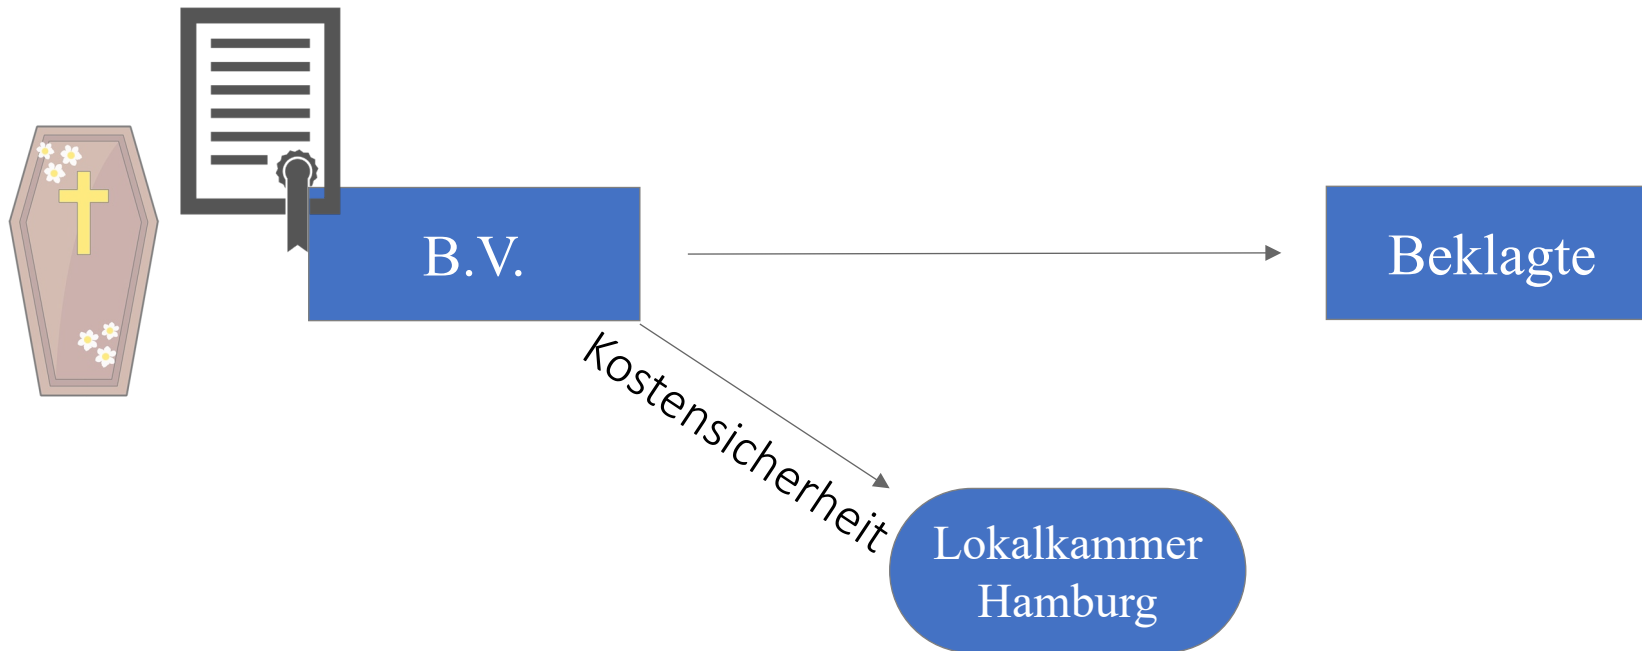 B.V.
Beklagte
Kostensicherheit
Lokalkammer
Hamburg